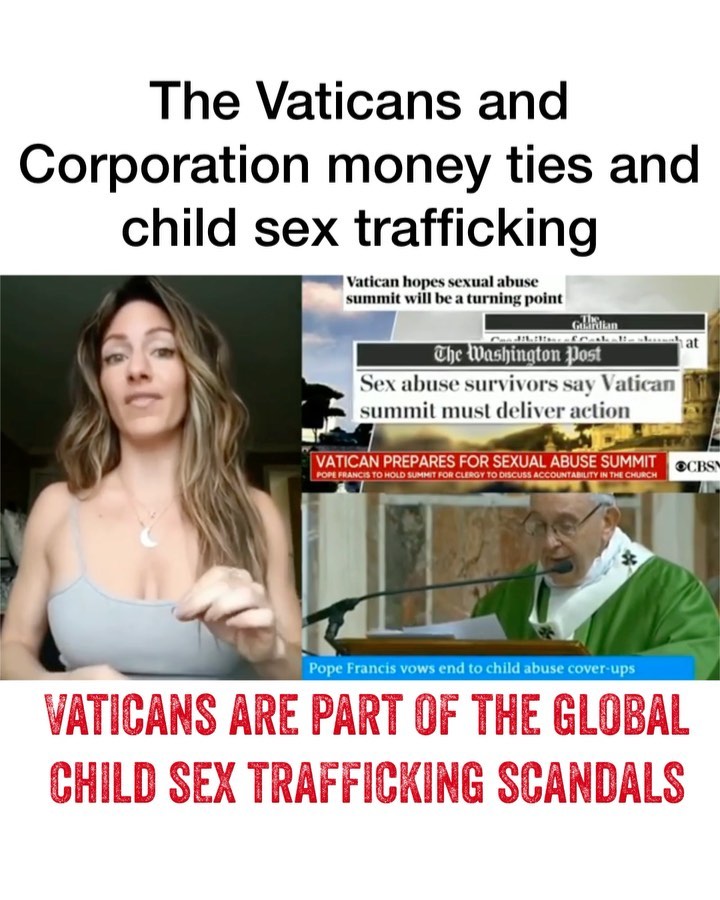 The Vaticans and
Corporation money ties and
child sex trafficking
Vatican hopes sexual abuse
summit will be a turning point
The
Guardian
at
The Washington Post
Sex abuse survivors say Vatican
summit must deliver action
VATICAN PREPARES FOR SEXUAL ABUSE SUMMIT
POPE FRANCIS TO HOLD SUMMIT FOR CLERGY TO DISCUSS ACCOUNTABILITY IN THE CHURCH
CBSN
Pope Francis vows end to child abuse cover-ups
VATICANS ARE PART OF THE GLOBAL
CHILD SEX TRAFFICKING SCANDALS